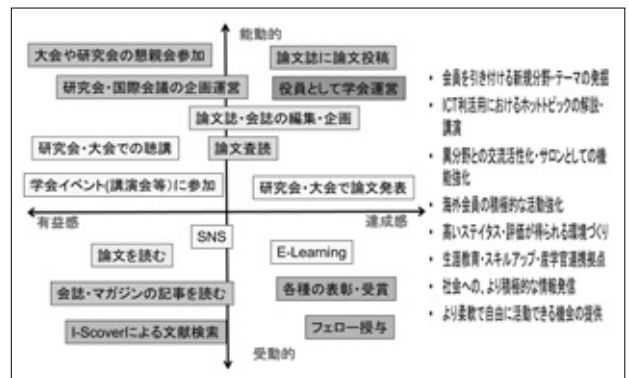 能動的
大会や研究会の懇親会参加
論文誌に論文投稿
研究会・国際会議の企画運営
役員として学会運営
論文誌・会誌の編集・企画
研究会・大会での聴講
論文査読
学会イベント(講演会等)に参加
研究会・大会で論文発表
有益感
達成感
SNS
論文を読む
E-Learning
会誌・マガジンの記事を読む
各種の表彰・受賞
I-Scoverによる文献検索
フェロー授与
受動的
• 会員を引き付ける新規分野・テーマの発掘
• ICT利活用におけるホットトピックの解説・
講演
• 異分野との交流活性化・サロンとしての機
能強化
• 海外会員の積極的な活動強化
• 高いステイタス・評価が得られる環境づくり
• 生涯教育・スキルアップ・産学官連携拠点
• 社会への、より積極的な情報発信
• より柔軟で自由に活動できる機会の提供